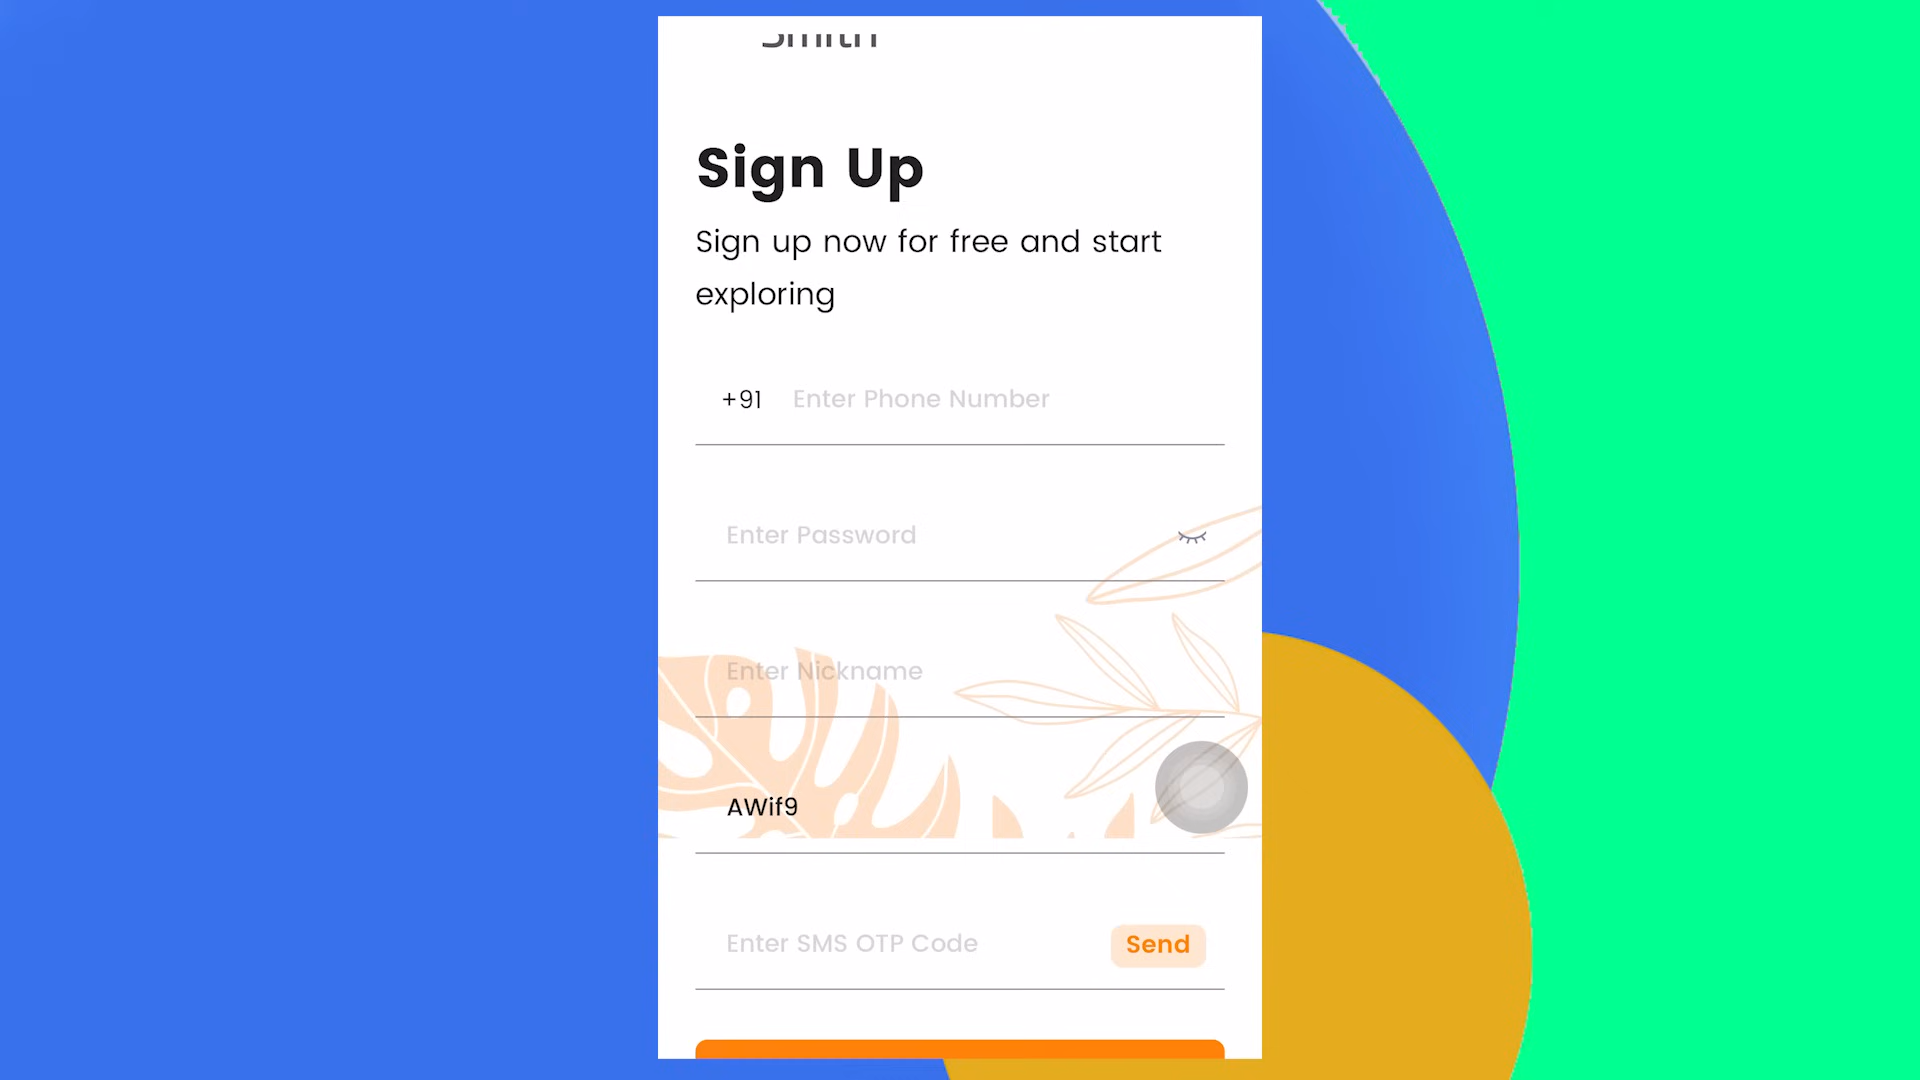 Smith
Sign Up
Sign up now for free and start
exploring
+91 Enter Phone Number
Enter Password
Enter Nickname
AWif9
Enter SMS OTP Code Send